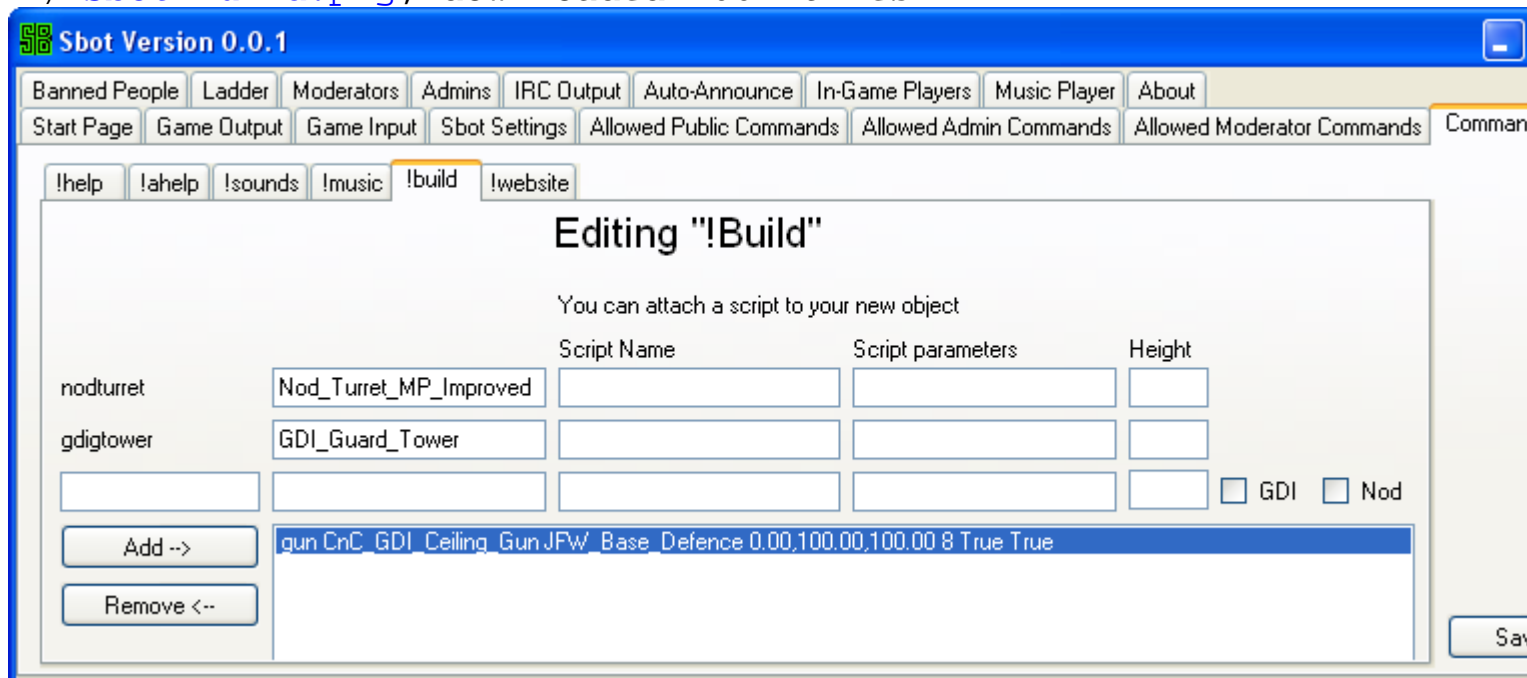 Sbot Version 0.0.1
Banned People Ladder Moderators Admins IRC Output Auto-Announce In-Game Players Music Player About
Start Page Game Output Game Input Sbot Settings Allowed Public Commands Allowed Admin Commands Allowed Moderator Commands Comman
!help !ahelp !sounds !music !build !website
Editing "!Build"
You can attach a script to your new object
Script Name Script parameters Height
nodturret Nod_Turret_MP_Improved
gdigtower GDI_Guard_Tower
GDI Nod
Add --> gun CnC_GDI_Ceiling_Gun JFW_Base_Defence 0.00,100.00,100.00 8 True True
Remove <--
Sav